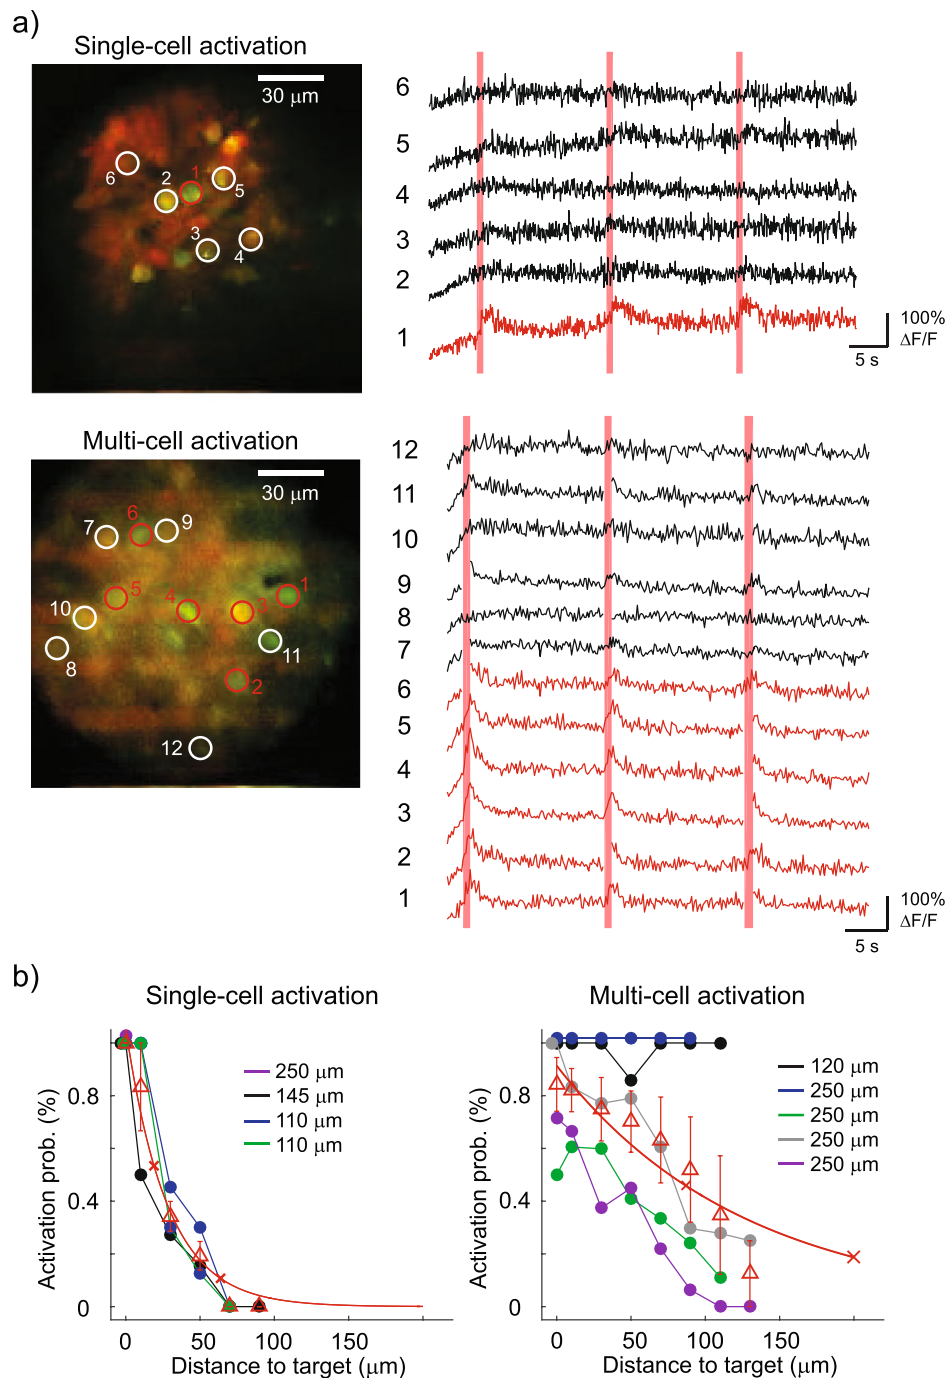 a)
Single-cell activation
30 μm
1
2
3
4
5
6
6
5
4
3
2
1
100%
ΔF/F
5 s
Multi-cell activation
30 μm
6
9
7
5
4
3
1
10
8
11
2
12
12
11
10
9
8
7
6
5
4
3
2
1
100%
ΔF/F
5 s
b)
Single-cell activation
Activation prob. (%)
0.8
0.4
0
0
50
100
150
Distance to target (μm)
250 μm
145 μm
110 μm
110 μm
Multi-cell activation
Activation prob. (%)
0.8
0.4
0
0
50
100
150
Distance to target (μm)
120 μm
250 μm
250 μm
250 μm
250 μm